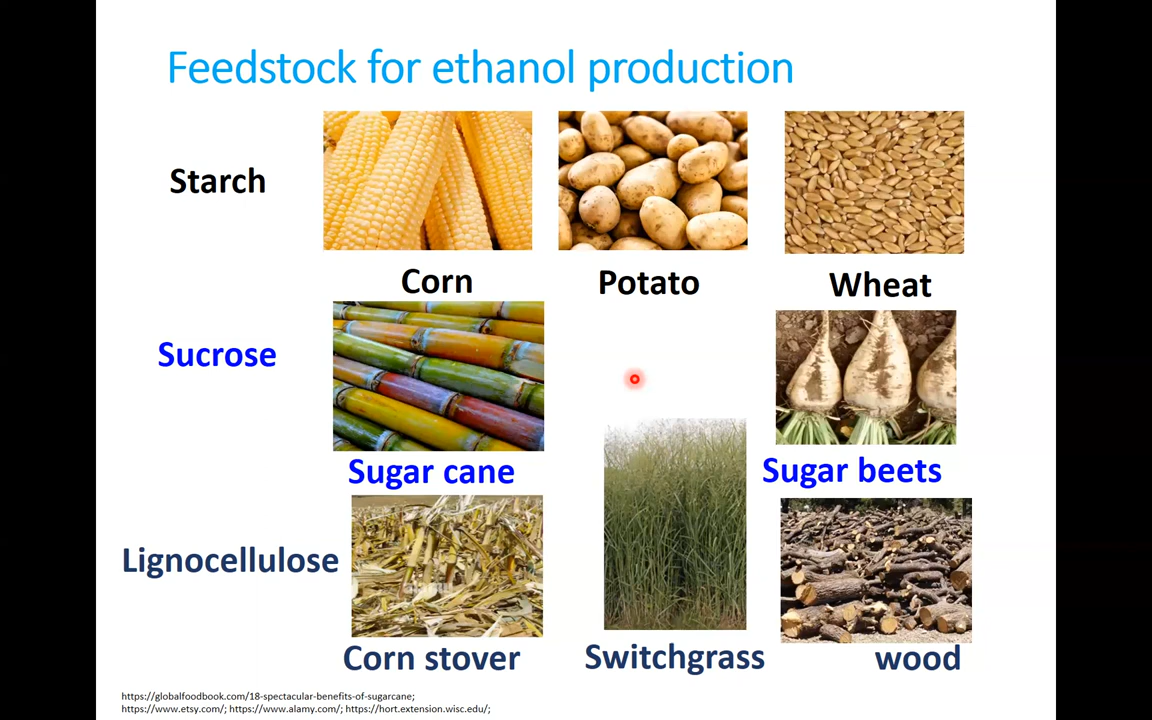 Feedstock for ethanol production
Starch
Corn
Potato
Wheat
Sucrose
Sugar cane
Sugar beets
Lignocellulose
Corn stover
Switchgrass
wood
https://globalfoodbook.com/18-spectacular-benefits-of-sugarcane;
https://www.etsy.com/; https://www.alamy.com/; https://hort.extension.wisc.edu/;